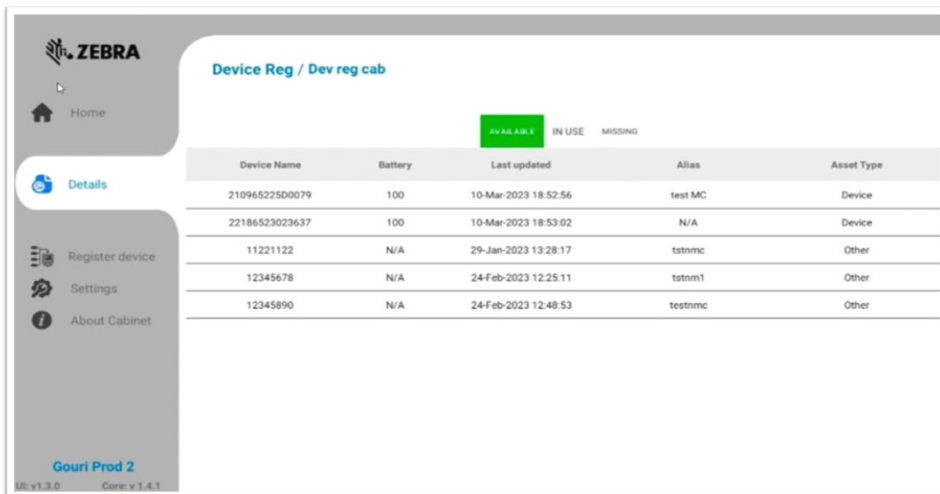 ZEBRA
Device Reg / Dev reg cab
Home
AVAILABLE IN USE MISSING
Device Name Battery Last updated Alias Asset Type
Details
210965225D0079 100 10-Mar-2023 18:52:56 test MC Device
22186523023637 100 10-Mar-2023 18:53:02 N/A Device
11221122 N/A 29-Jan-2023 13:28:17 tstnmc Other
Register device
12345678 N/A 24-Feb-2023 12:25:11 tstnm1 Other
Settings
12345890 N/A 24-Feb-2023 12:48:53 testnmc Other
About Cabinet
Gouri Prod 2
UI: v1.3.0 Core: v 1.4.1